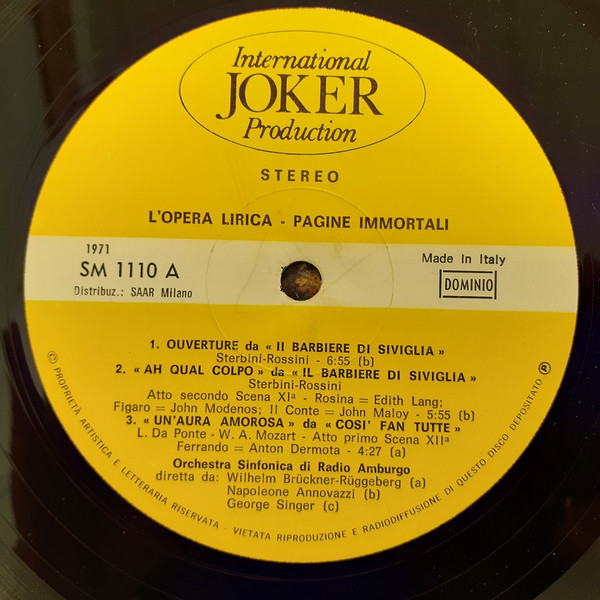 International
JOKER
Production
STEREO
L'OPERA LIRICA - PAGINE IMMORTALI
1971
SM 1110 A
Distribuz.: SAAR Milano
Made In Italy
DOMINIO
1. OUVERTURE da « Il BARBIERE DI SIVIGLIA »
Sterbini-Rossini - 6:55 (b)
2. « AH QUAL COLPO » da « IL BARBIERE DI SIVIGLIA »
Sterbini-Rossini
Atto secondo Scena XIª - Rosina = Edith Lang;
Figaro = John Modenos; Il Conte = John Maloy - 5:55 (b)
3. « UN'AURA AMOROSA » da « COSI' FAN TUTTE »
L. Da Ponte - W. A. Mozart - Atto primo Scena XIIª
Ferrando = Anton Dermota - 4:27 (a)
Orchestra Sinfonica di Radio Amburgo
diretta da: Wilhelm Brückner-Rüggeberg (a)
Napoleone Annovazzi (b)
George Singer (c)
© PROPRIETÀ ARTISTICA E LETTERARIA RISERVATA - VIETATA RIPRODUZIONE E RADIODIFFUSIONE DI QUESTO DISCO DEPOSITATO ℗